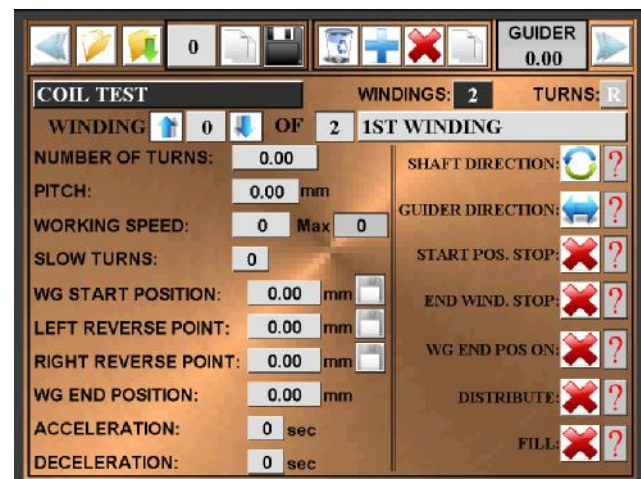 0 GUIDER
0.00
COIL TEST WINDINGS: 2 TURNS: R
WINDING 0 OF 2 1ST WINDING
NUMBER OF TURNS: 0.00
PITCH: 0.00 mm
WORKING SPEED: 0 Max 0
SLOW TURNS: 0
WG START POSITION: 0.00 mm
LEFT REVERSE POINT: 0.00 mm
RIGHT REVERSE POINT: 0.00 mm
WG END POSITION: 0.00 mm
ACCELERATION: 0 sec
DECELERATION: 0 sec
SHAFT DIRECTION: ?
GUIDER DIRECTION: ?
START POS. STOP: ?
END WIND. STOP: ?
WG END POS ON: ?
DISTRIBUTE: ?
FILL: ?